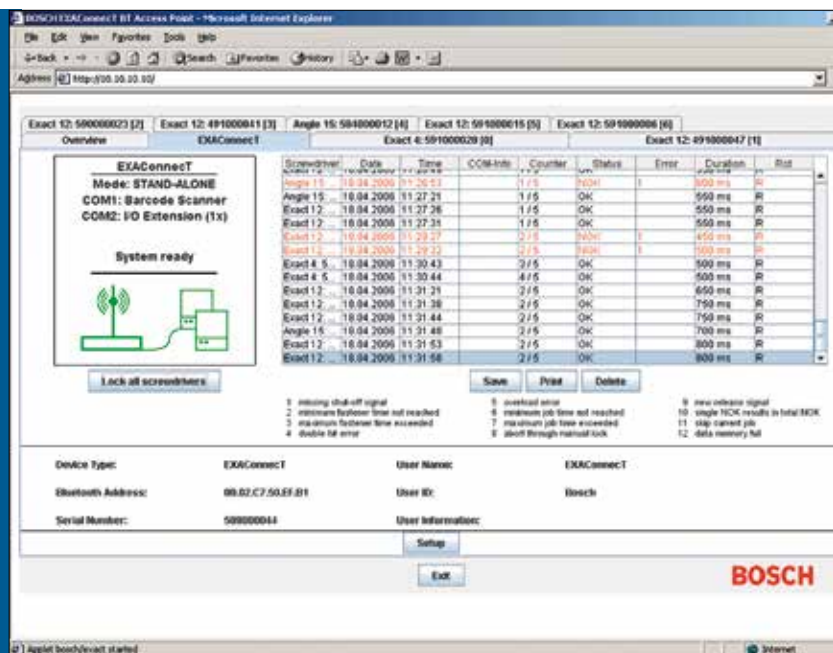 BOSCH EXAConnecT BT Access Point - Microsoft Internet Explorer
File Edit View Favorites Tools Help
Back Search Favorites History
Address http://10.10.10.10/
Exact 12: 590000023 [2] Exact 12: 491000041 [3] Angle 15: 504000012 [4] Exact 12: 591000015 [5] Exact 12: 591000006 [6]
Overview EXAConnecT Exact 4: 591000020 [0] Exact 12: 491000047 [1]
EXAConnecT
Mode: STAND-ALONE
COM1: Barcode Scanner
COM2: I/O Extension (1x)
System ready
Screwdriver Date Time COM-Info Counter Status Error Duration Rot
Angle 15: ... 18.04.2006 11:26:53 1 / 5 NOK 1 600 ms R
Angle 15: ... 18.04.2006 11:27:21 1 / 5 OK 550 ms R
Exact 12: ... 18.04.2006 11:27:26 1 / 5 OK 550 ms R
Exact 12: ... 18.04.2006 11:27:31 1 / 5 OK 550 ms R
Exact 12: ... 18.04.2006 2 / 5 NOK 1 450 ms R
Exact 12: ... 18.04.2006 2 / 5 NOK 1 500 ms R
Exact 4: 5... 18.04.2006 11:30:43 3 / 5 OK 500 ms R
Exact 4: 5... 18.04.2006 11:30:44 4 / 5 OK 500 ms R
Exact 12: ... 18.04.2006 11:31:21 2 / 5 OK 650 ms R
Exact 12: ... 18.04.2006 11:31:38 2 / 5 OK 750 ms R
Exact 12: ... 18.04.2006 11:31:44 2 / 5 OK 750 ms R
Angle 15: ... 18.04.2006 11:31:48 2 / 5 OK 700 ms R
Exact 12: ... 18.04.2006 11:31:53 2 / 5 OK 800 ms R
Exact 12: ... 18.04.2006 11:31:58 2 / 5 OK 800 ms R
Lock all screwdrivers Save Print Delete
1 missing shut-off signal 5 overload error 9 new release signal
2 minimum fastener time not reached 6 minimum job time not reached 10 single NOK results in total NOK
3 maximum fastener time exceeded 7 maximum job time exceeded 11 skip current job
4 double hit error 8 abort through manual lock 12 data memory full
Device Type: EXAConnecT User Name: EXAConnecT
Bluetooth Address: 00.02.C7.50.EF.B1 User ID: Bosch
Serial Number: 509000044 User Information:
Setup
Exit
BOSCH
Applet bosch/exact started Internet